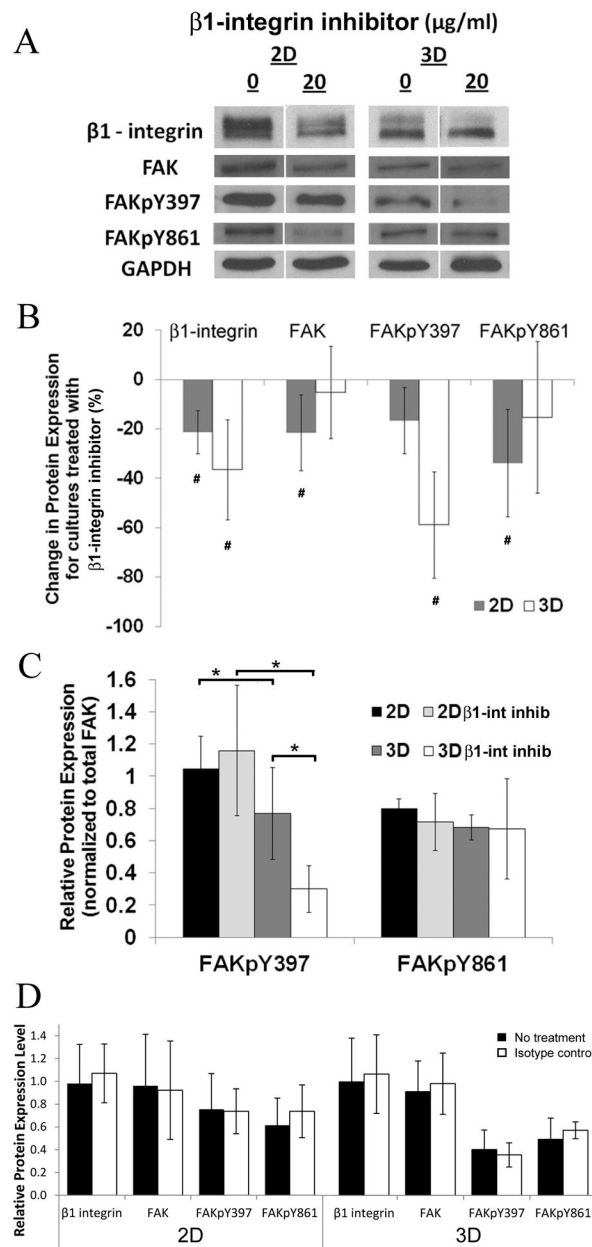 A
β1-integrin inhibitor (µg/ml)
2D 3D
0 20 0 20
β1 - integrin
FAK
FAKpY397
FAKpY861
GAPDH
B
Change in Protein Expression
for cultures treated with
β1-integrin inhibitor (%)
20
0
-20
-40
-60
-80
-100
β1-integrin FAK FAKpY397 FAKpY861
#
#
#
#
#
2D 3D
C
Relative Protein Expression
(normalized to total FAK)
1.6
1.4
1.2
1
0.8
0.6
0.4
0.2
0
*
*
*
2D 2Dβ1-int inhib
3D 3Dβ1-int inhib
FAKpY397 FAKpY861
D
Relative Protein Expression Level
1.4
1.2
1.0
0.8
0.6
0.4
0.2
0.0
No treatment
Isotype contro
β1 integrin FAK FAKpY397 FAKpY861 β1 integrin FAK FAKpY397 FAKpY861
2D 3D